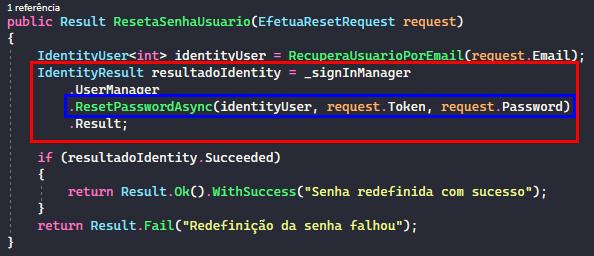 1 referência
public Result ResetaSenhaUsuario(EfetuaResetRequest request)
{
IdentityUser<int> identityUser = RecuperaUsuarioPorEmail(request.Email);
IdentityResult resultadoIdentity = _signInManager
.UserManager
.ResetPasswordAsync(identityUser, request.Token, request.Password)
.Result;
if (resultadoIdentity.Succeeded)
{
return Result.Ok().WithSuccess("Senha redefinida com sucesso");
}
return Result.Fail("Redefinição da senha falhou");
}